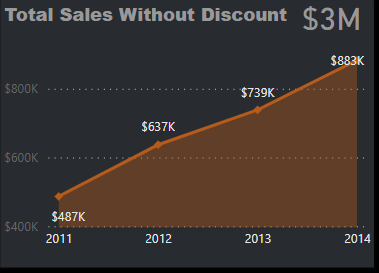 Total Sales Without Discount $3M
$883K
$800K
$739K
$637K
$600K
$487K
$400K
2011 2012 2013 2014